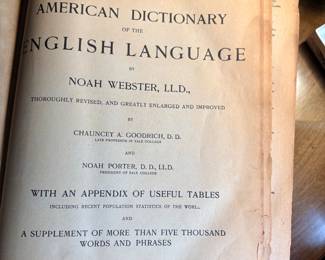 AMERICAN DICTIONARY
OF THE
ENGLISH LANGUAGE
BY
NOAH WEBSTER, LL.D.,
THOROUGHLY REVISED, AND GREATLY ENLARGED AND IMPROVED
BY
CHAUNCEY A. GOODRICH, D. D.
LATE PROFESSOR IN YALE COLLEGE
AND
NOAH PORTER, D. D., LL.D.
PRESIDENT OF YALE COLLEGE
WITH AN APPENDIX OF USEFUL TABLES
INCLUDING RECENT POPULATION STATISTICS OF THE WORLD,
AND
A SUPPLEMENT OF MORE THAN FIVE THOUSAND
WORDS AND PHRASES